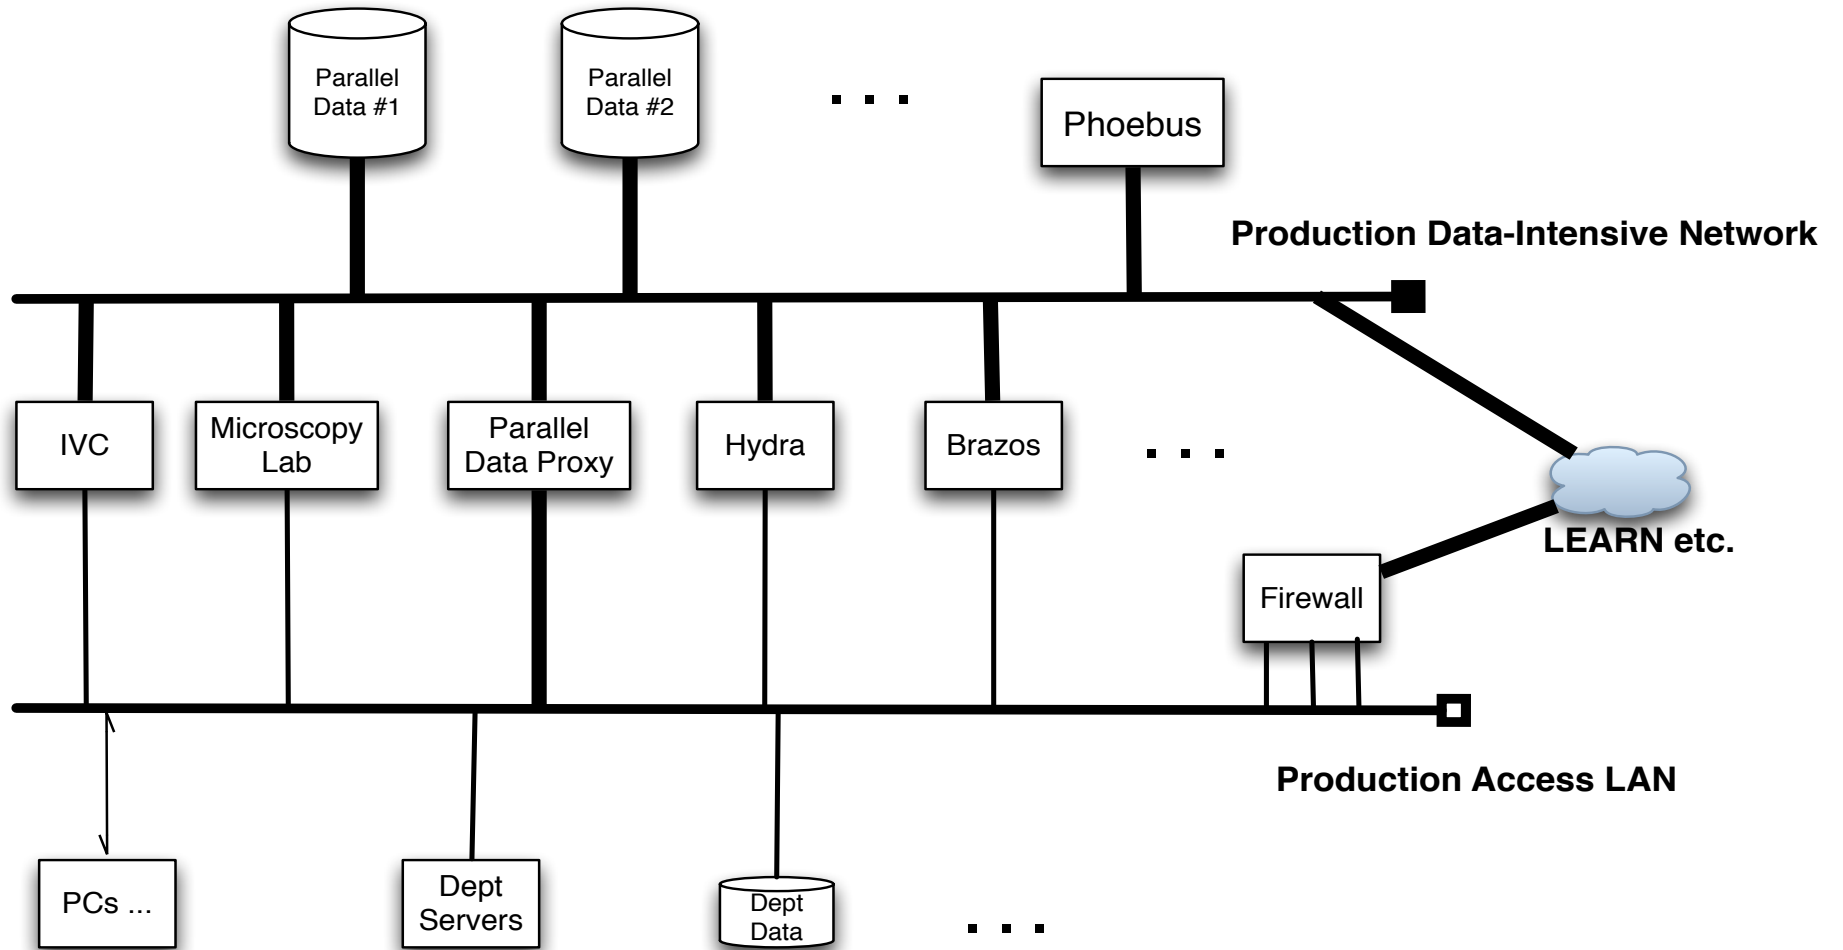 Parallel
Data #1
Parallel
Data #2
. . .
Phoebus
Production Data-Intensive Network
IVC
Microscopy
Lab
Parallel
Data Proxy
Hydra
Brazos
. . .
LEARN etc.
Firewall
Production Access LAN
PCs ...
Dept
Servers
Dept
Data
. . .